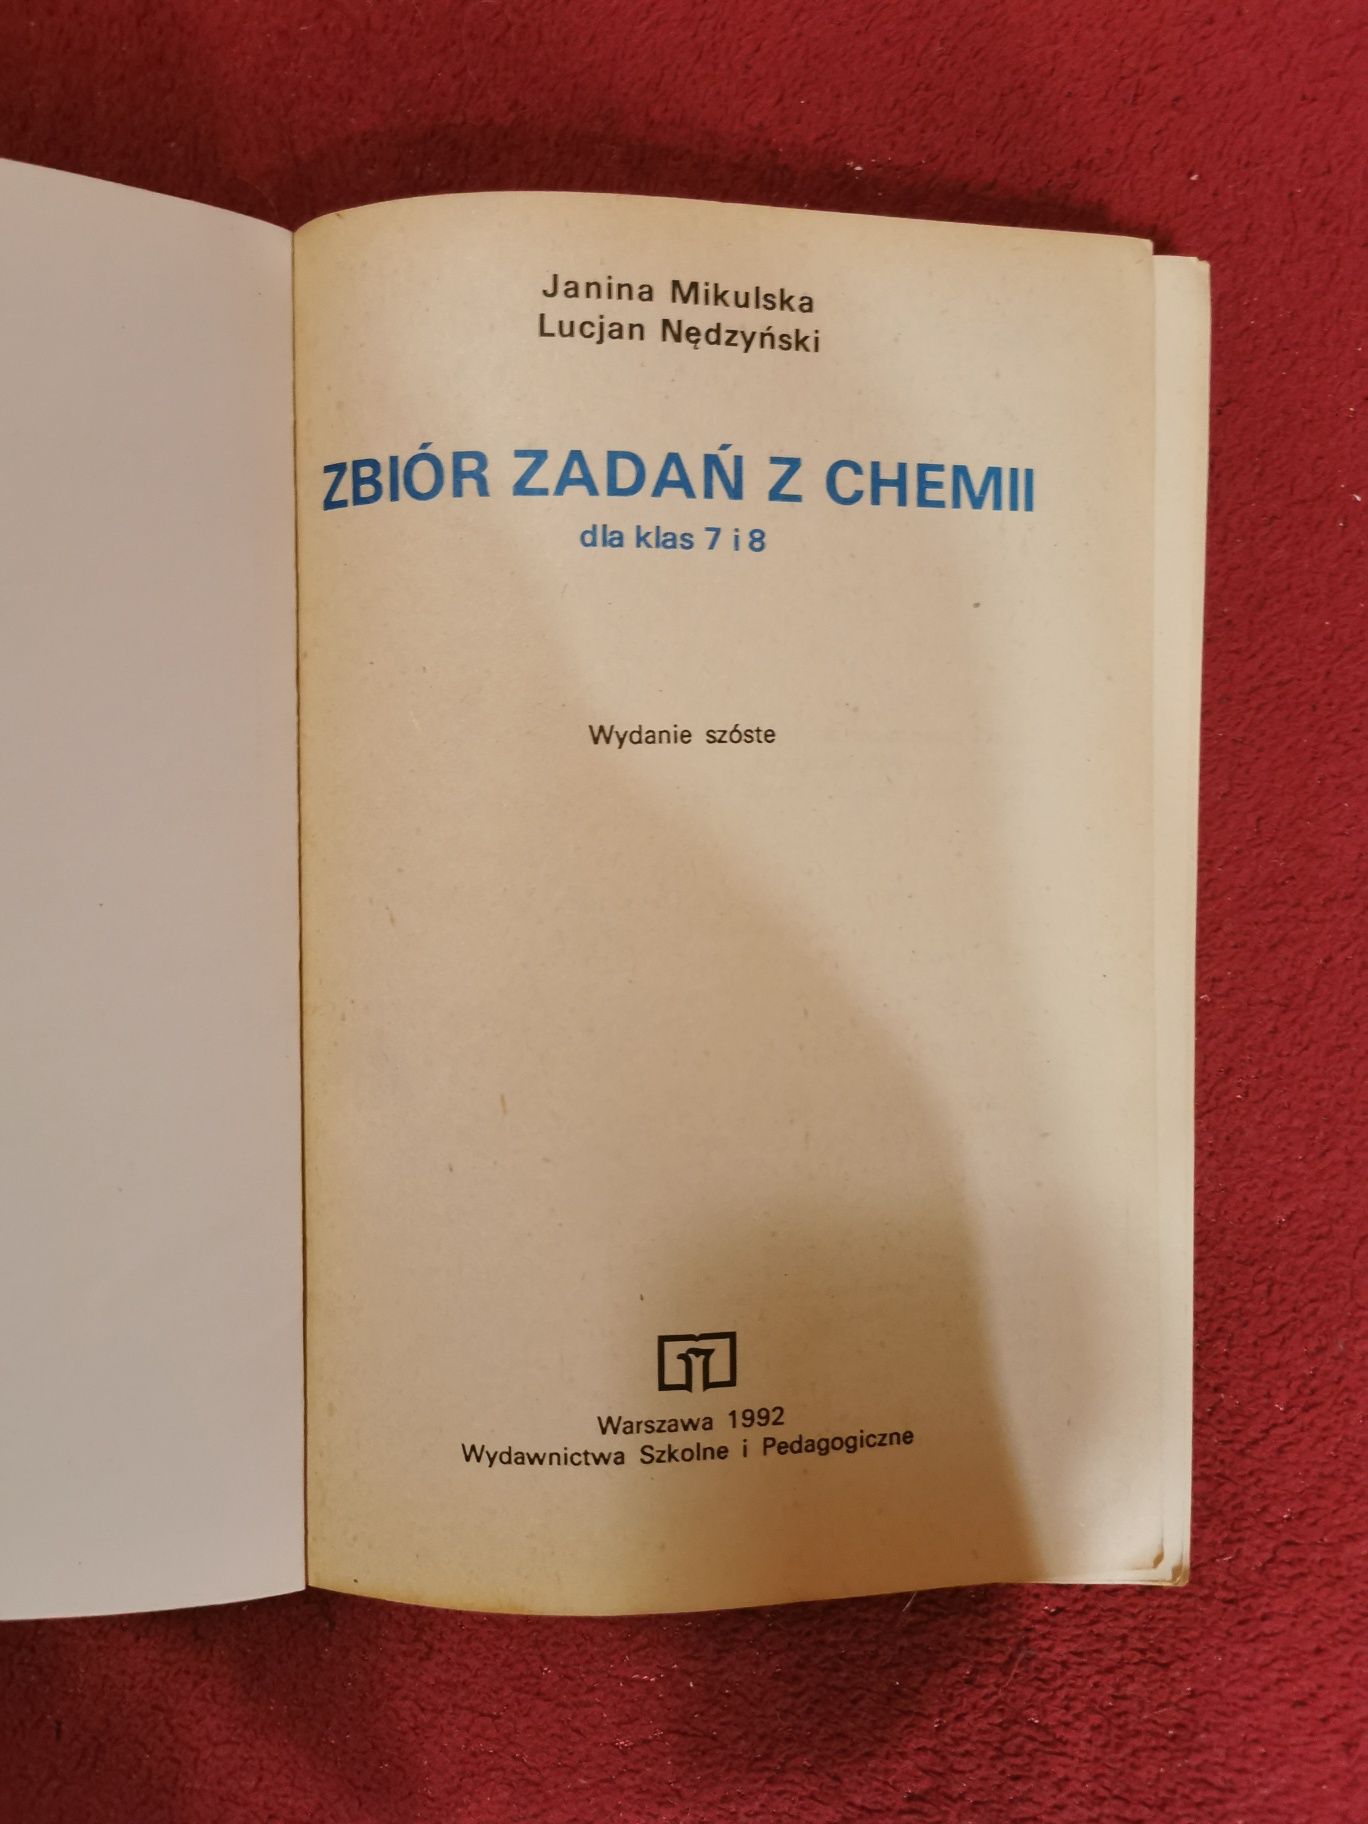 Janina Mikulska
Lucjan Nędzyński
ZBIÓR ZADAŃ Z CHEMII
dla klas 7 i 8
Wydanie szóste
Warszawa 1992
Wydawnictwa Szkolne i Pedagogiczne